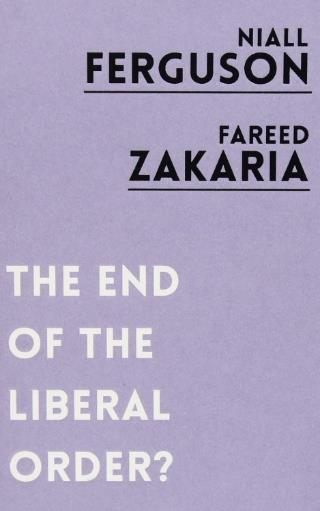 NIALL
FERGUSON
FAREED
ZAKARIA
THE END
OF THE
LIBERAL
ORDER?